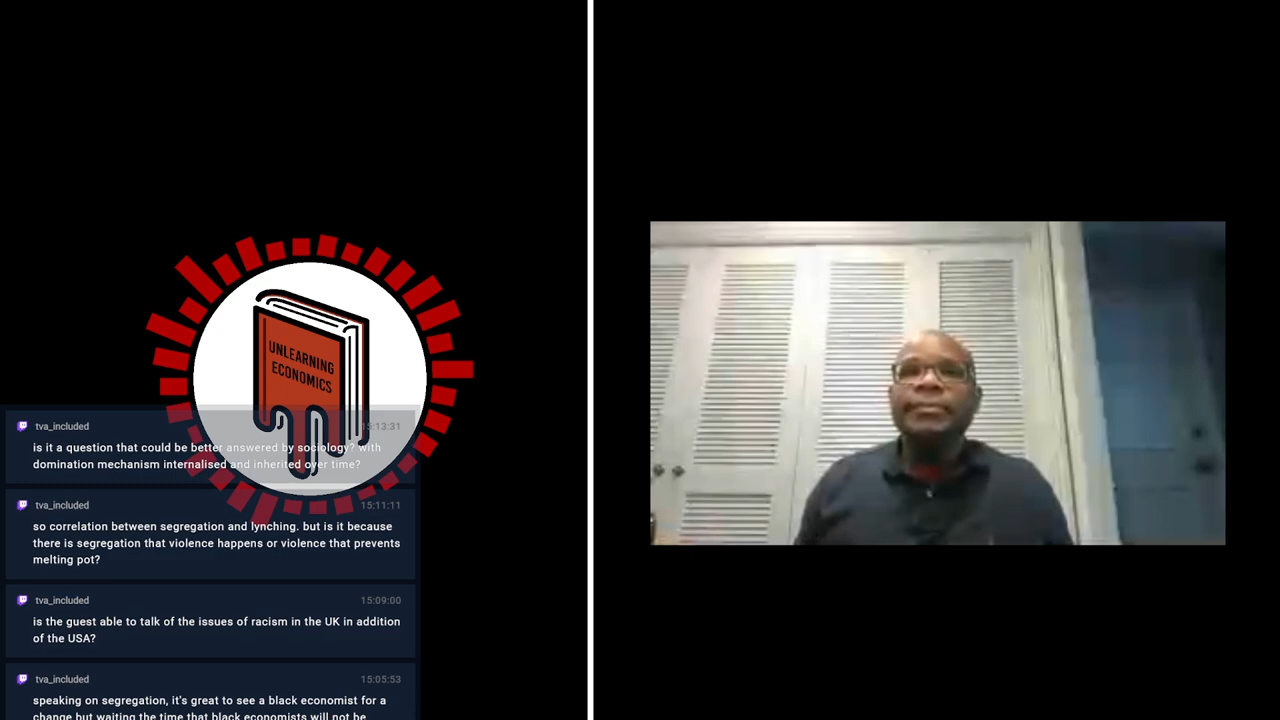 UNLEARNING
ECONOMICS
tva_included 15:13:31
is it a question that could be better answered by sociology? with
domination mechanism internalised and inherited over time?
tva_included 15:11:11
so correlation between segregation and lynching. but is it because
there is segregation that violence happens or violence that prevents
melting pot?
tva_included 15:09:00
is the guest able to talk of the issues of racism in the UK in addition
of the USA?
tva_included 15:05:53
speaking on segregation, it's great to see a black economist for a
change but waiting the time that black economists will not be